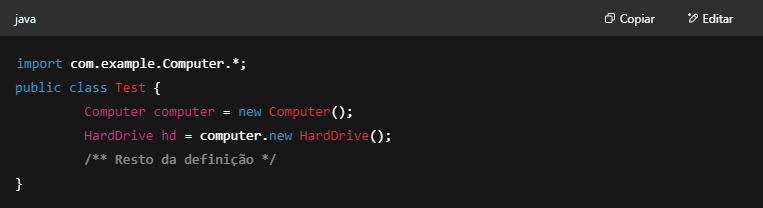 java Copiar Editar
import com.example.Computer.*;
public class Test {
Computer computer = new Computer();
HardDrive hd = computer.new HardDrive();
/** Resto da definição */
}